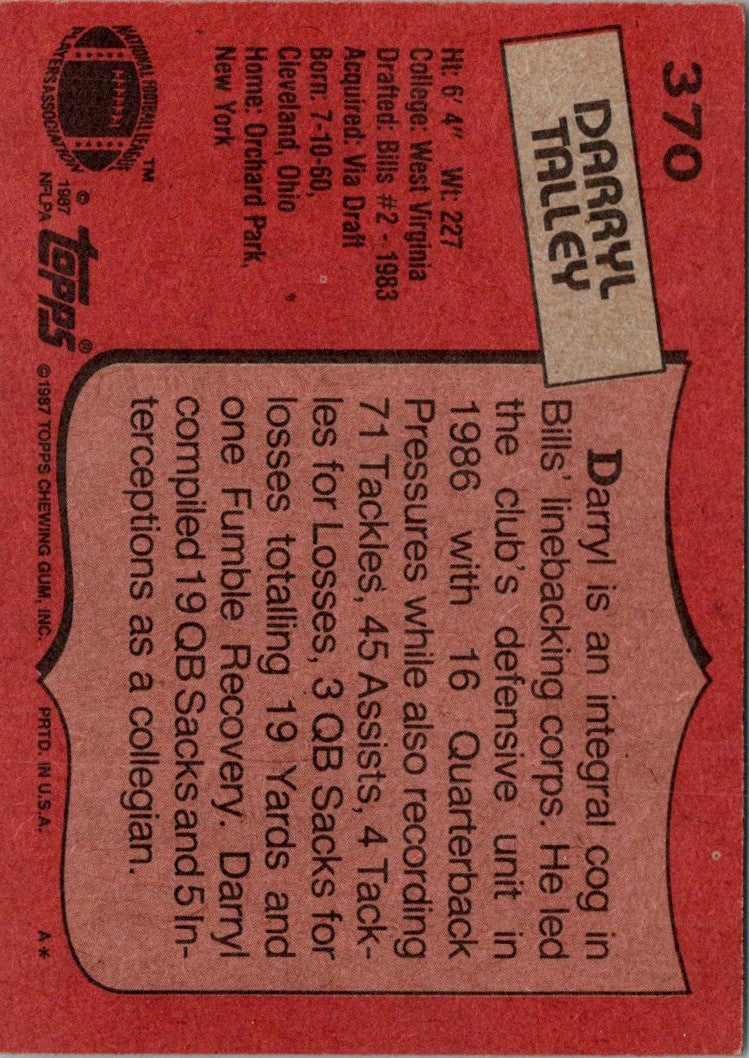 370
DARRYL
TALLEY
Ht: 6' 4" Wt: 227
College: West Virginia
Drafted: Bills #2 - 1983
Acquired: Via Draft
Born: 7-10-60,
Cleveland, Ohio
Home: Orchard Park,
New York
NATIONAL FOOTBALL LEAGUE
PLAYERS ASSOCIATION
™
© 1987
NFLPA
topps®
Darryl is an integral cog in
Bills' linebacking corps. He led
the club's defensive unit in
1986 with 16 Quarterback
Pressures while also recording
71 Tackles, 45 Assists, 4 Tack-
les for Losses, 3 QB Sacks for
losses totalling 19 Yards and
one Fumble Recovery. Darryl
compiled 19 QB Sacks and 5 In-
terceptions as a collegian.
©1987 TOPPS CHEWING GUM, INC. PRTD. IN U.S.A. A*